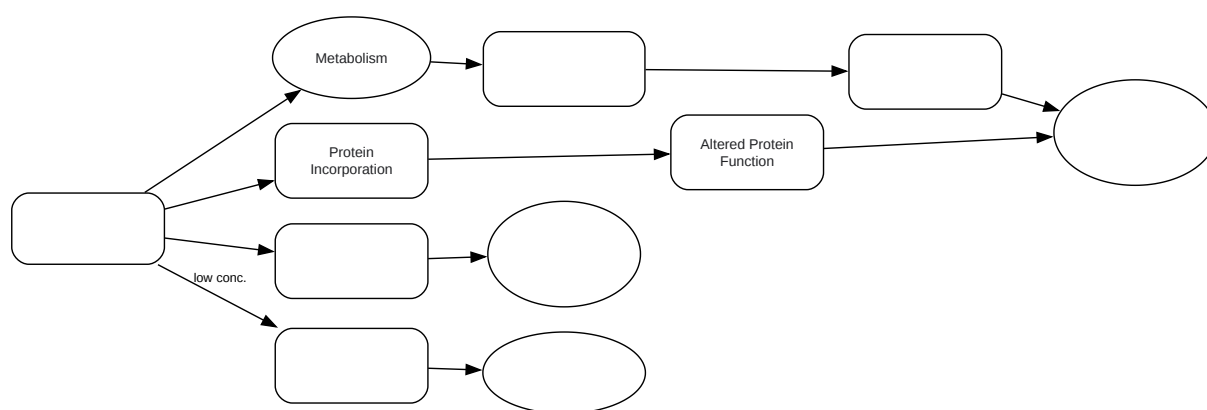 Metabolism
Protein
Incorporation
Altered Protein
Function
low conc.